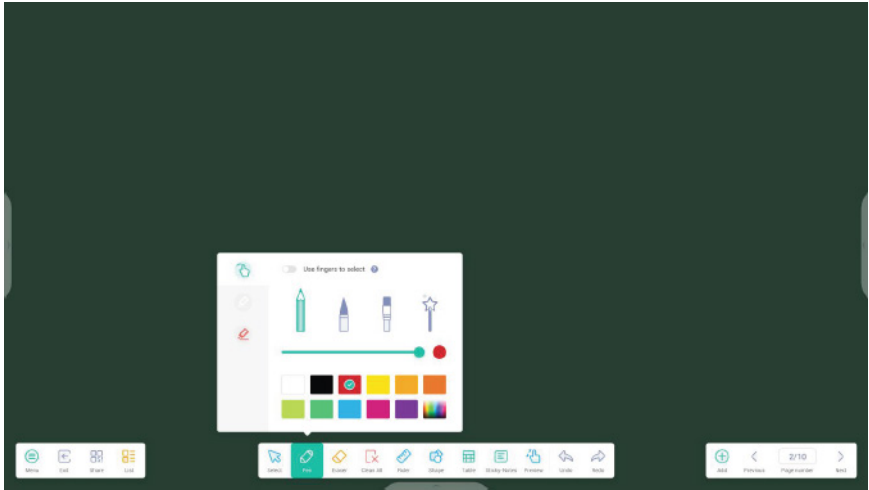 Use fingers to select ?
2/10
Menu Exit Share List Select Pen Eraser Clean All Ruler Shape Table Sticky Notes Preview Undo Redo Add Previous Page number Next